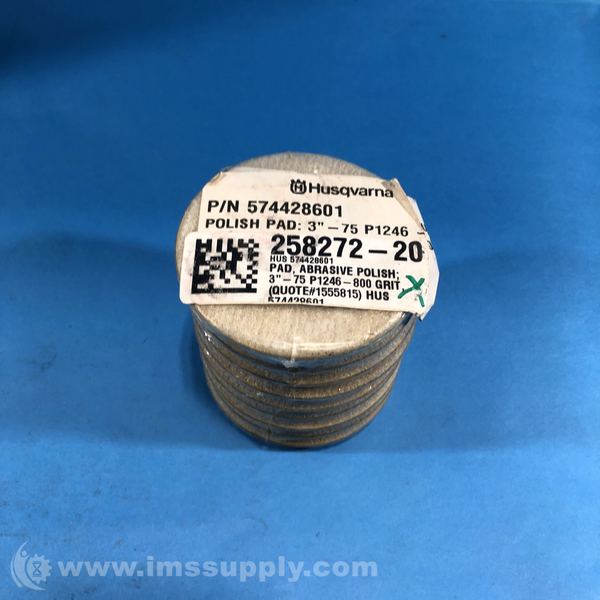 Husqvarna
P/N 574428601
POLISH PAD: 3" - 75 P1246
258272-20
HUS 574428601
PAD, ABRASIVE POLISH;
3"-75 P1246-800 GRIT
(QUOTE#1555815) HUS
574428601
www.imssupply.com